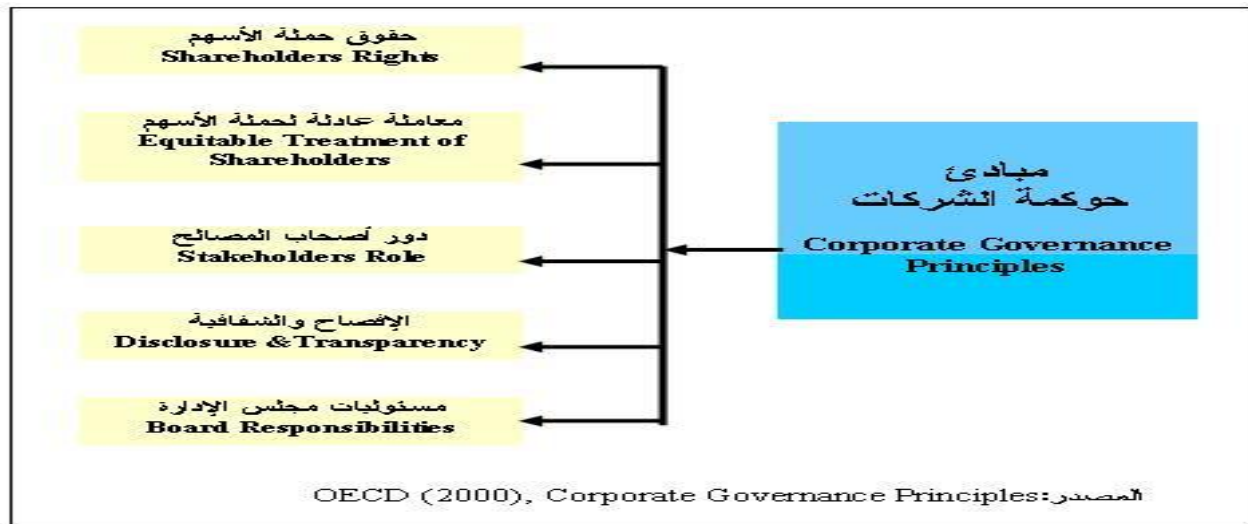 حقوق حملة الأسهم
Shareholders Rights
معاملة عادلة لحملة الأسهم
Equitable Treatment of
Shareholders
دور أصحاب المصالح
Stakeholders Role
الإفصاح والشفافية
Disclosure &Transparency
مسئوليات مجلس الإدارة
Board Responsibilities
مبادئ
حوكمة الشركات
Corporate Governance
Principles
المصدر:OECD (2000), Corporate Governance Principles